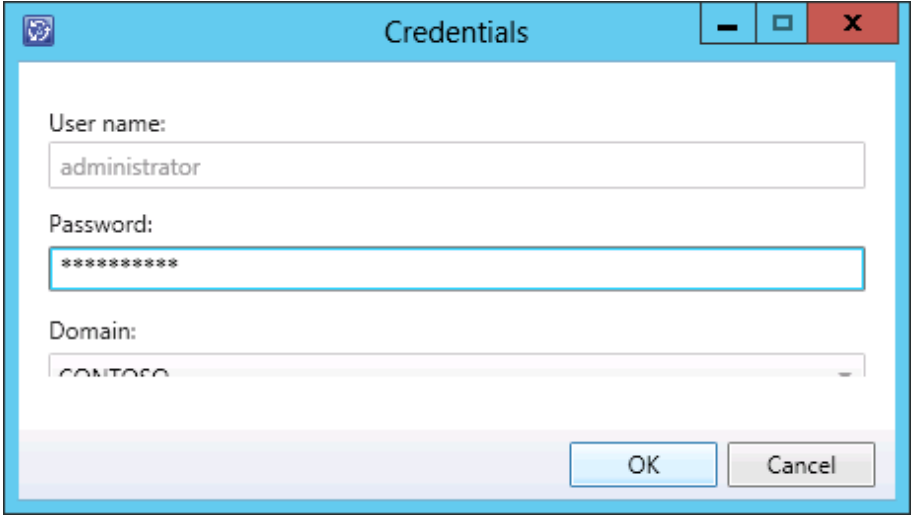 Credentials
User name:
administrator
Password:
**********
Domain:
CONTOSO
OK
Cancel